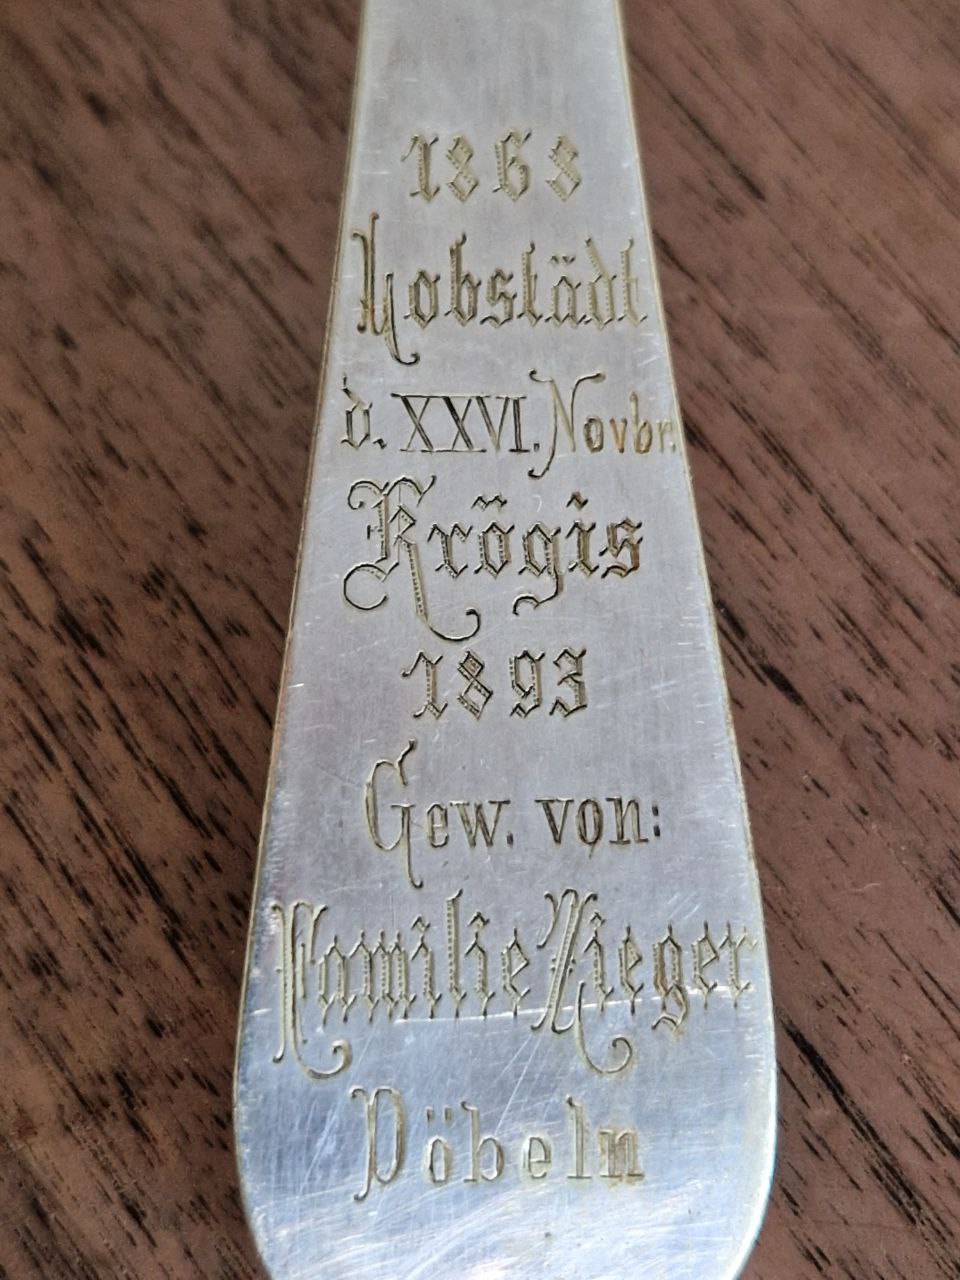 1868
Lobstädt
d. XXVI. Novbr.
Krögis
1893
Gew. von:
Familie Zieger
Döbeln